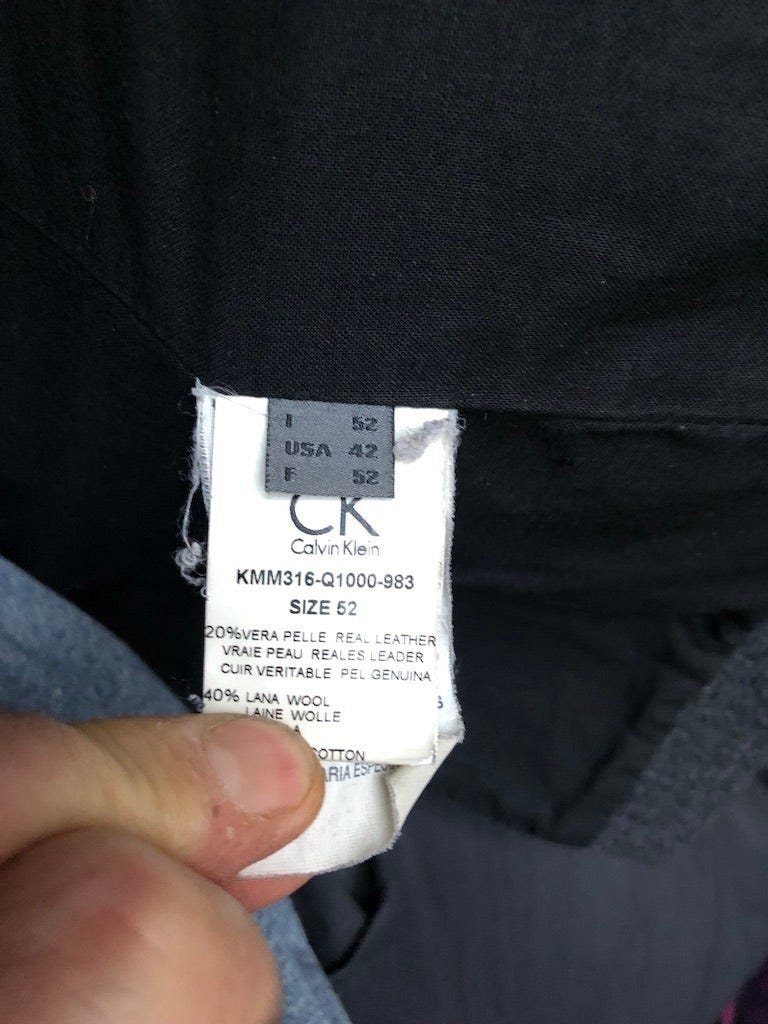 I 52
USA 42
F 52
CK
Calvin Klein
KMM316-Q1000-983
SIZE 52
20%VERA PELLE REAL LEATHER
VRAIE PEAU REALES LEADER
CUIR VERITABLE PEL GENUINA
40% LANA WOOL
LAINE WOLLE
A
COTTON